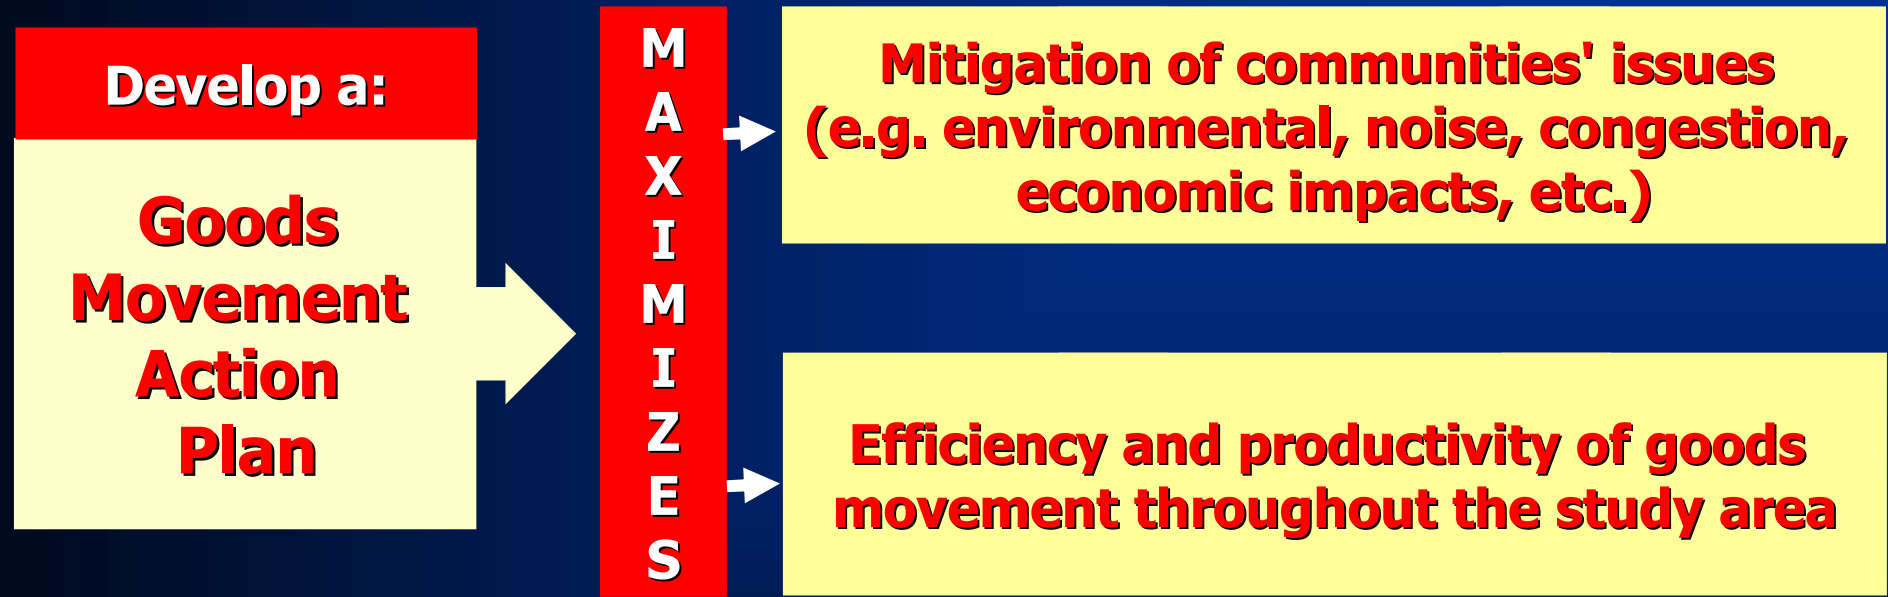 Develop a:
Goods
Movement
Action
Plan
M
A
X
I
M
I
Z
E
S
Mitigation of communities' issues
(e.g. environmental, noise, congestion,
economic impacts, etc.)
Efficiency and productivity of goods
movement throughout the study area